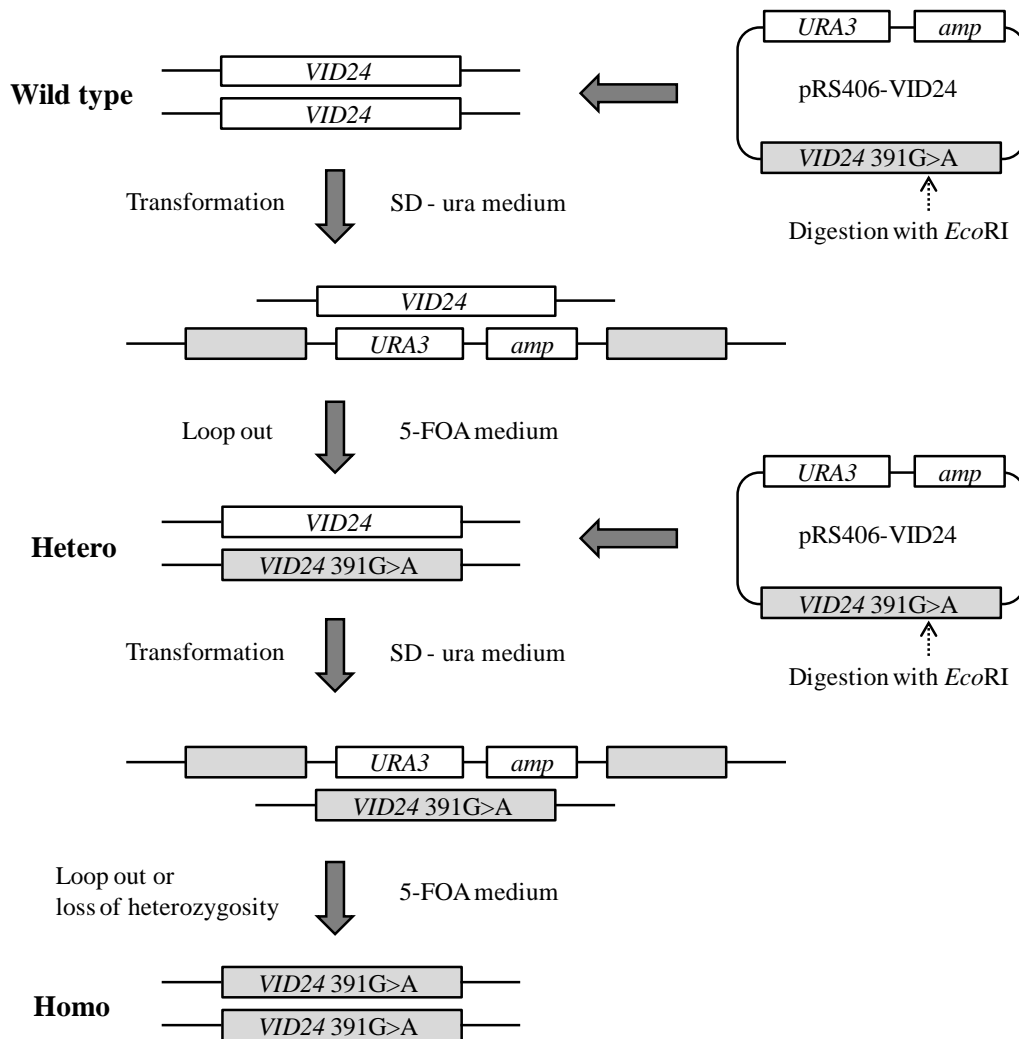 URA3 amp
VID24
Wild type
VID24
pRS406-VID24
VID24 391G>A
Transformation
SD - ura medium
Digestion with EcoRI
VID24
URA3 amp
Loop out
5-FOA medium
URA3 amp
VID24
Hetero
VID24 391G>A
pRS406-VID24
VID24 391G>A
Transformation
SD - ura medium
Digestion with EcoRI
URA3 amp
VID24 391G>A
Loop out or
loss of heterozygosity
5-FOA medium
VID24 391G>A
Homo
VID24 391G>A